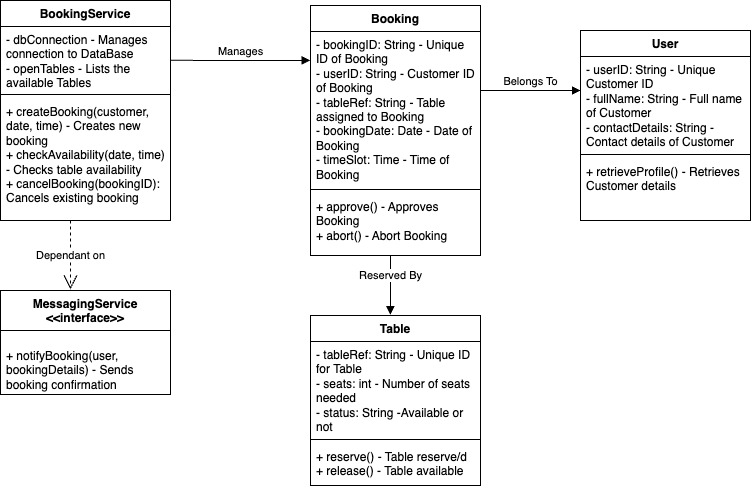 BookingService
- dbConnection - Manages
connection to DataBase
- openTables - Lists the
available Tables
+ createBooking(customer,
date, time) - Creates new
booking
+ checkAvailability(date, time)
- Checks table availability
+ cancelBooking(bookingID):
Cancels existing booking
Manages
Booking
- bookingID: String - Unique
ID of Booking
- userID: String - Customer ID
of Booking
- tableRef: String - Table
assigned to Booking
- bookingDate: Date - Date of
Booking
- timeSlot: Time - Time of
Booking
+ approve() - Approves
Booking
+ abort() - Abort Booking
Belongs To
User
- userID: String - Unique
Customer ID
- fullName: String - Full name
of Customer
- contactDetails: String -
Contact details of Customer
+ retrieveProfile() - Retrieves
Customer details
Dependant on
MessagingService
<<interface>>
+ notifyBooking(user,
bookingDetails) - Sends
booking confirmation
Reserved By
Table
- tableRef: String - Unique ID
for Table
- seats: int - Number of seats
needed
- status: String -Available or
not
+ reserve() - Table reserve/d
+ release() - Table available